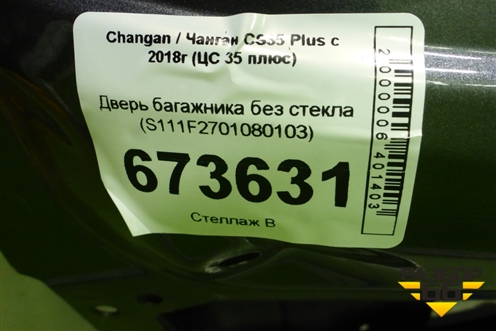 Changan / Чанган CS35 Plus с
2018г (ЦС 35 плюс)
Дверь багажника без стекла
(S111F2701080103)
673631
Стеллаж В
2000006401403